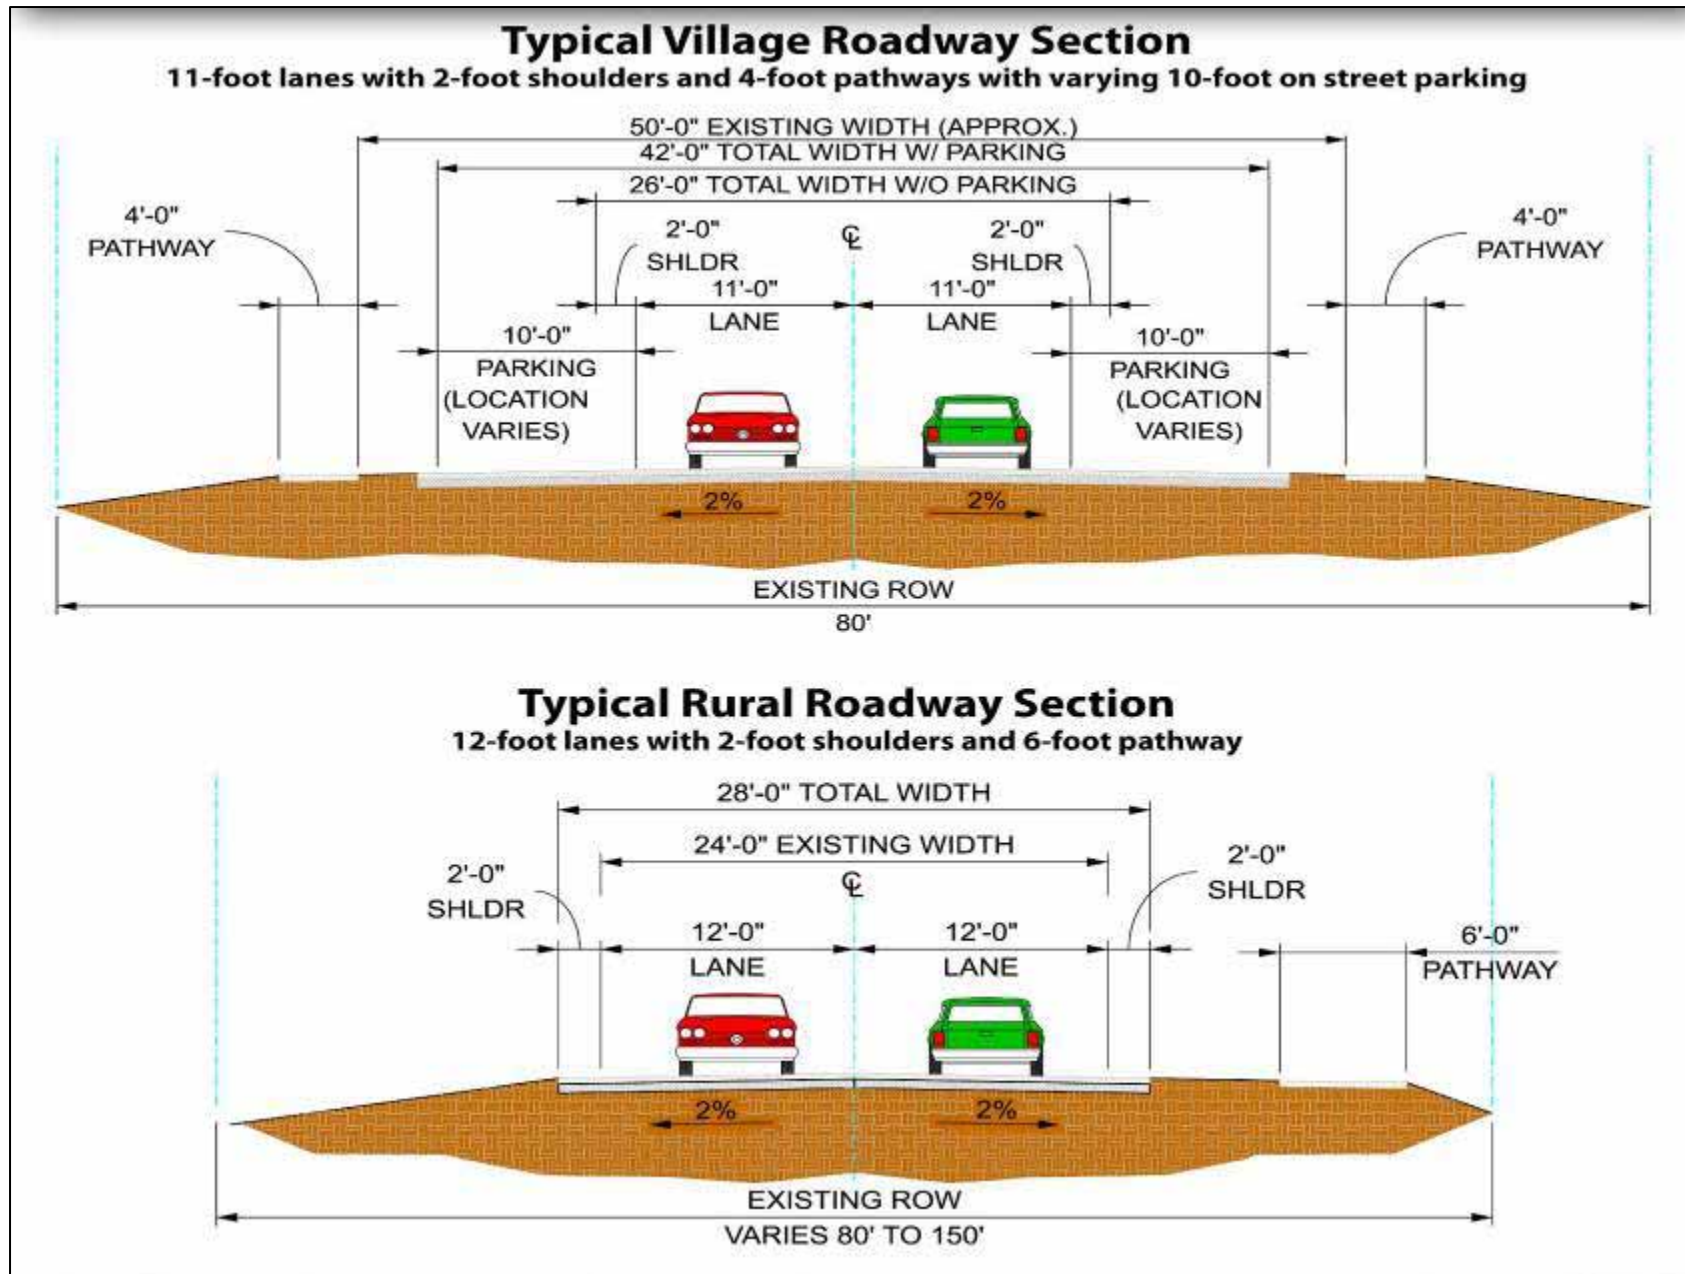 Typical Village Roadway Section
11-foot lanes with 2-foot shoulders and 4-foot pathways with varying 10-foot on street parking
50'-0" EXISTING WIDTH (APPROX.)
42'-0" TOTAL WIDTH W/ PARKING
26'-0" TOTAL WIDTH W/O PARKING
4'-0"
PATHWAY
2'-0"
SHLDR
℄
2'-0"
SHLDR
4'-0"
PATHWAY
11'-0"
LANE
11'-0"
LANE
10'-0"
PARKING
(LOCATION
VARIES)
10'-0"
PARKING
(LOCATION
VARIES)
2%
2%
EXISTING ROW
80'
Typical Rural Roadway Section
12-foot lanes with 2-foot shoulders and 6-foot pathway
28'-0" TOTAL WIDTH
24'-0" EXISTING WIDTH
2'-0"
SHLDR
℄
2'-0"
SHLDR
12'-0"
LANE
12'-0"
LANE
6'-0"
PATHWAY
2%
2%
EXISTING ROW
VARIES 80' TO 150'